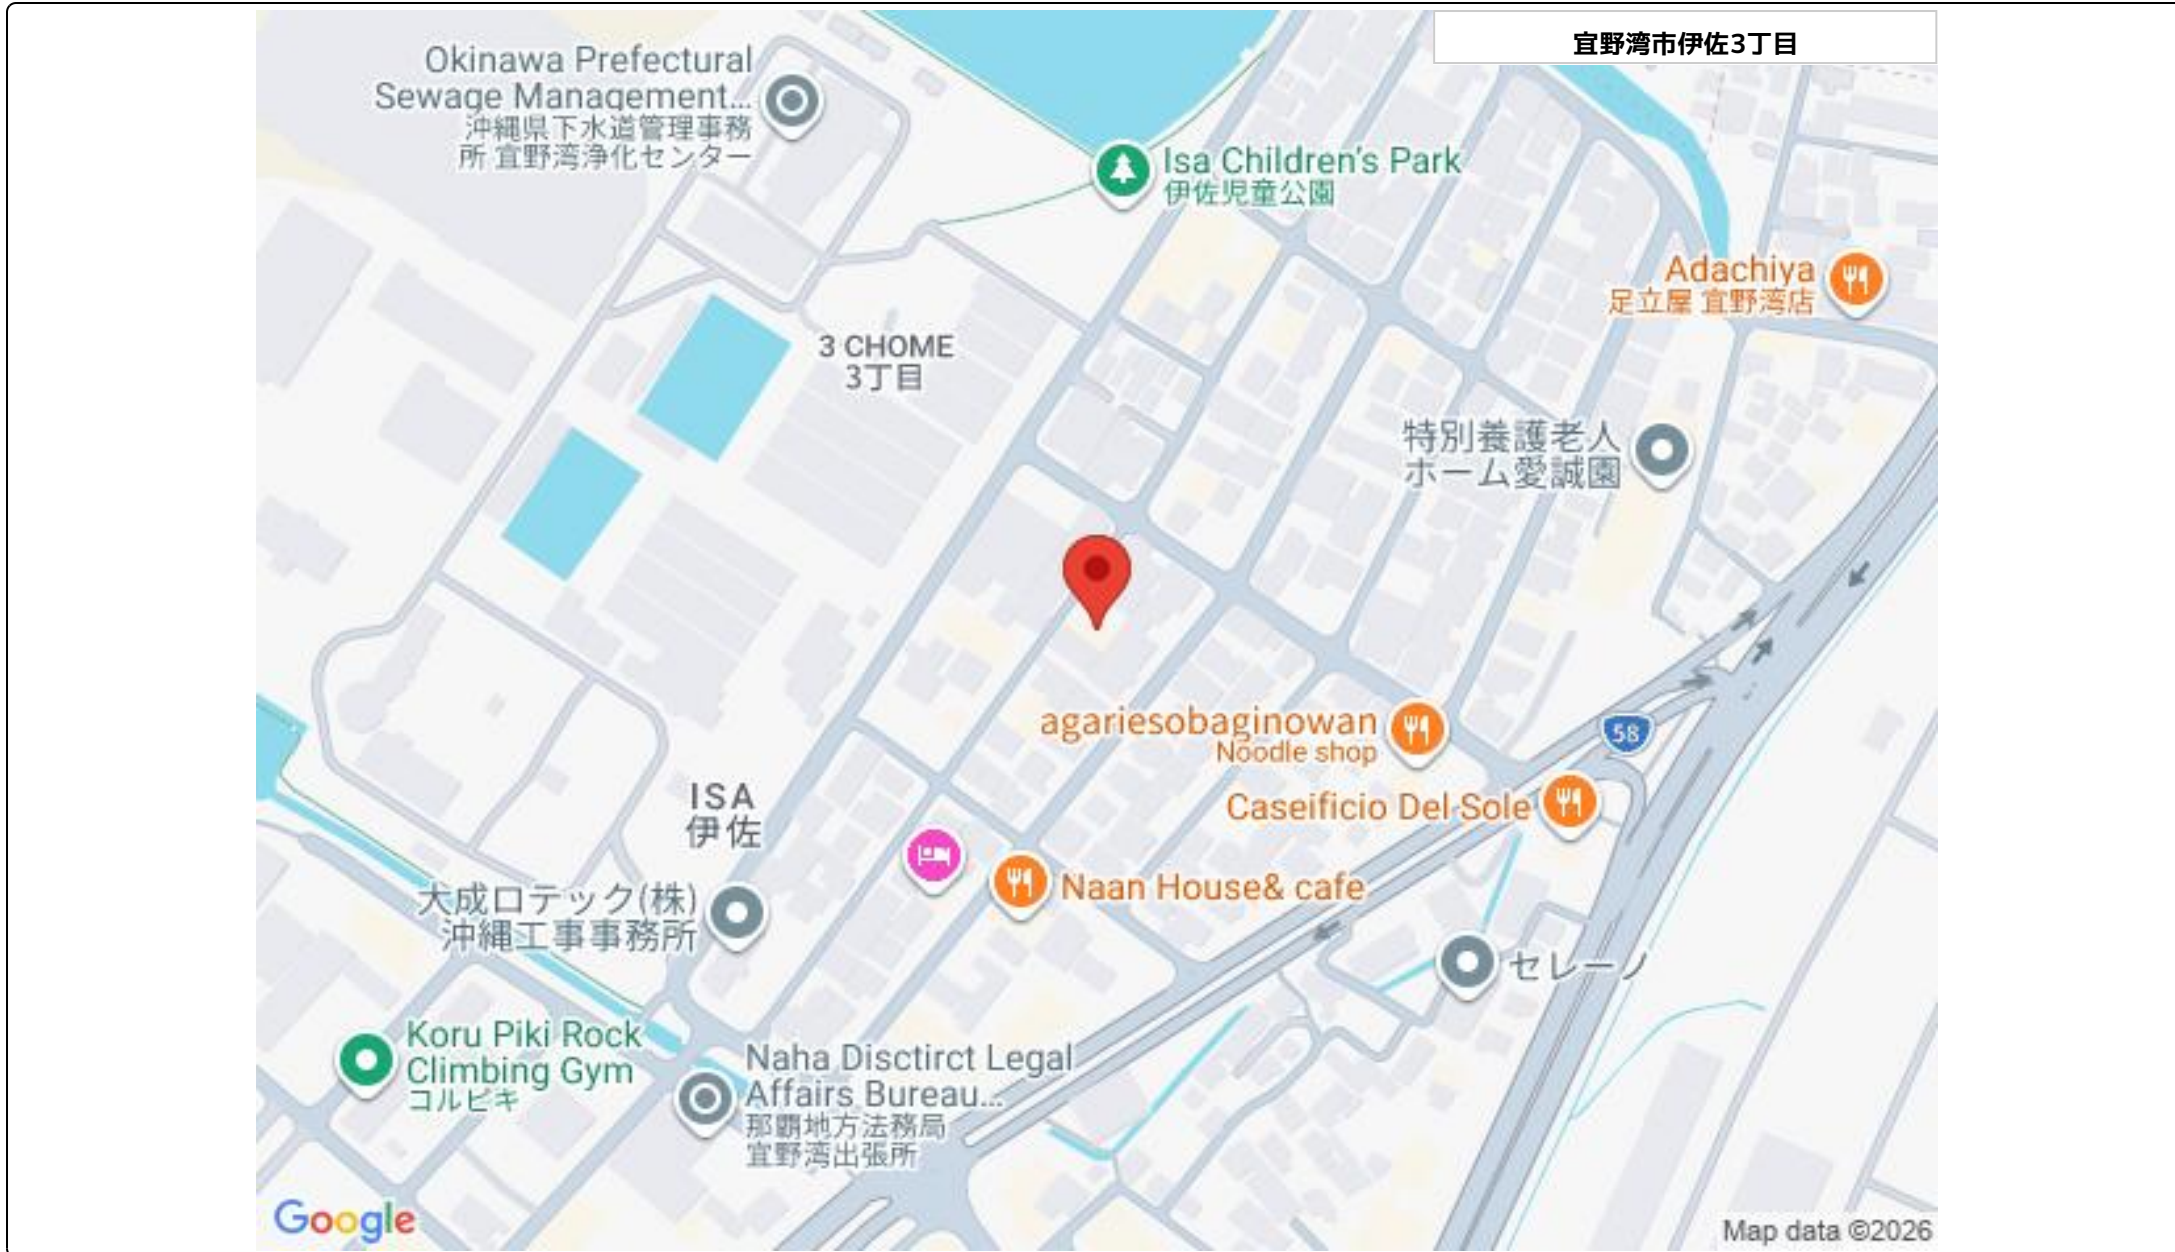 宜野湾市伊佐3丁目
Okinawa Prefectural
Sewage Management...
沖縄県下水道管理事務
所 宜野湾浄化センター
Isa Children's Park
伊佐児童公園
Adachiya
足立屋 宜野湾店
3 CHOME
3丁目
特別養護老人
ホーム愛誠園
agariesobaginowan
Noodle shop
58
Caseificio Del Sole
ISA
伊佐
Naan House& cafe
大成ロテック(株)
沖縄工事事務所
セレーノ
Koru Piki Rock
Climbing Gym
コルピキ
Naha Disctirct Legal
Affairs Bureau...
那覇地方法務局
宜野湾出張所
Google
Map data ©2026